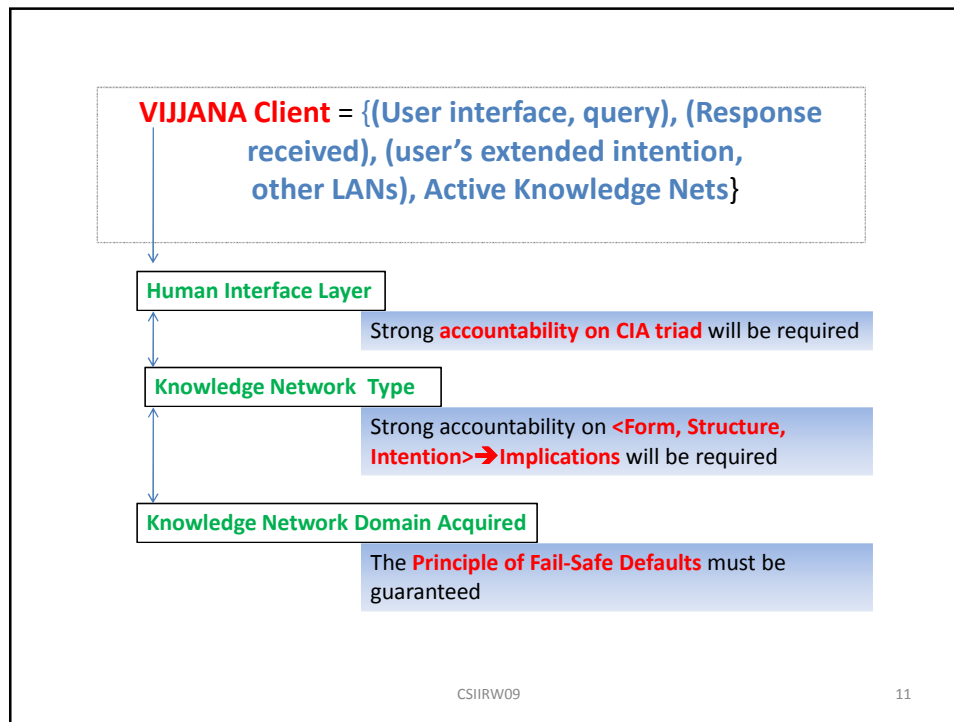 VIJJANA Client = {(User interface, query), (Response
received), (user's extended intention,
other LANs), Active Knowledge Nets}
Human Interface Layer
Strong accountability on CIA triad will be required
Knowledge Network Type
Strong accountability on <Form, Structure,
Intention>➔Implications will be required
Knowledge Network Domain Acquired
The Principle of Fail-Safe Defaults must be
guaranteed
CSIIRW09
11